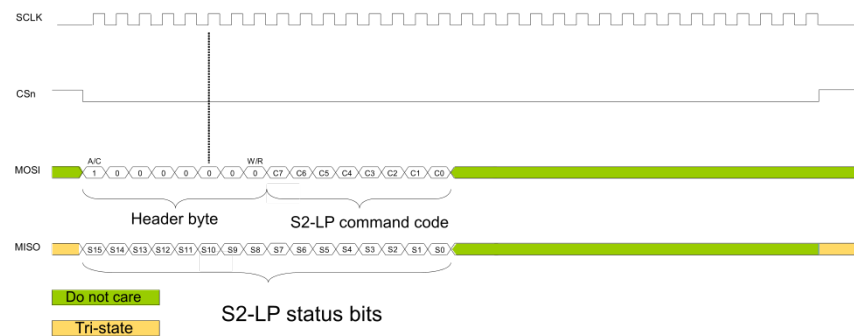 SCLK
CSn
A/C W/R
MOSI 1 0 0 0 0 0 0 0 C7 C6 C5 C4 C3 C2 C1 C0
Header byte S2-LP command code
MISO S15 S14 S13 S12 S11 S10 S9 S8 S7 S6 S5 S4 S3 S2 S1 S0
Do not care
S2-LP status bits
Tri-state